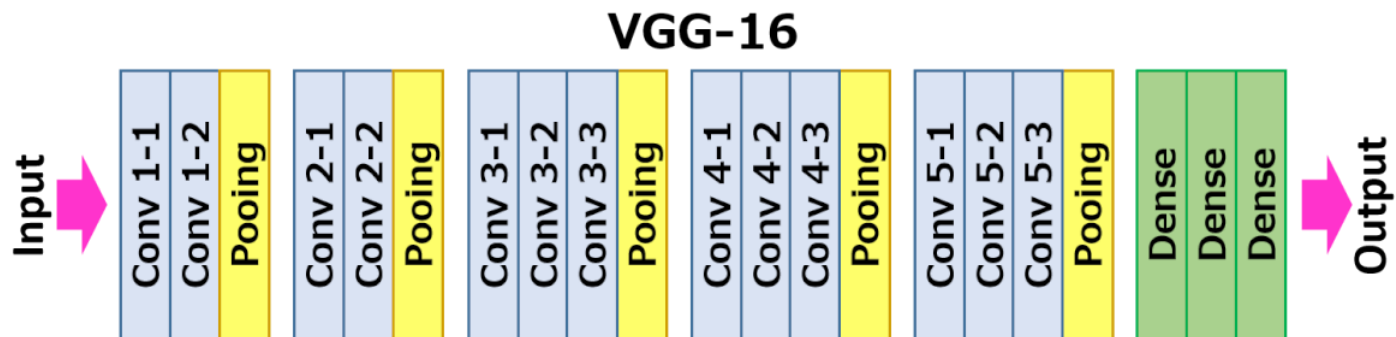 VGG-16
Input
Conv 1-1
Conv 1-2
Pooing
Conv 2-1
Conv 2-2
Pooing
Conv 3-1
Conv 3-2
Conv 3-3
Pooing
Conv 4-1
Conv 4-2
Conv 4-3
Pooing
Conv 5-1
Conv 5-2
Conv 5-3
Pooing
Dense
Dense
Dense
Output